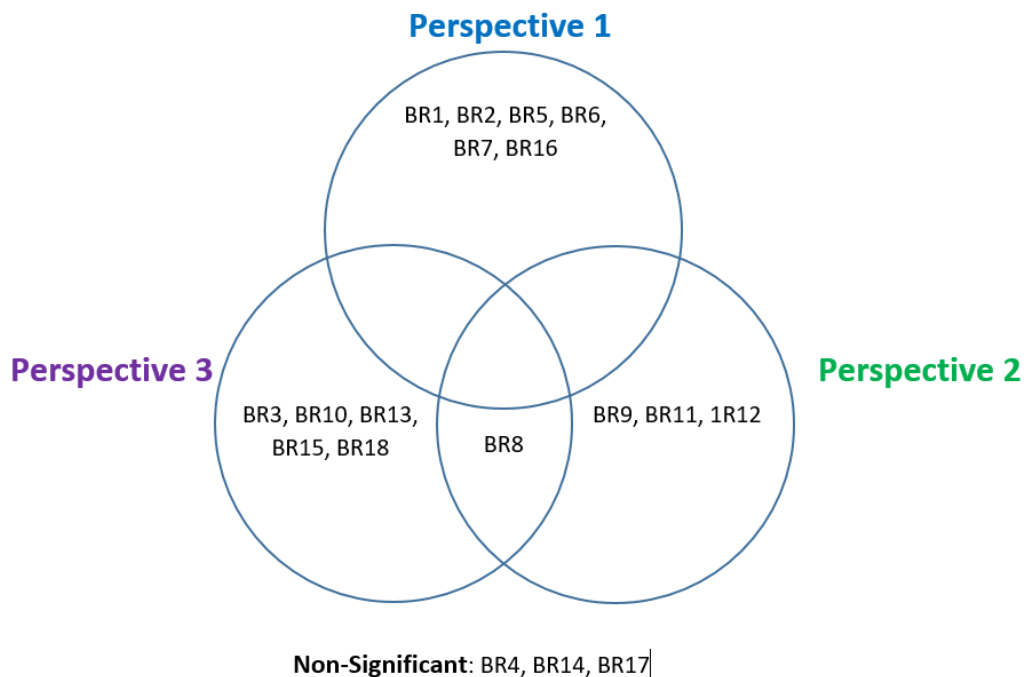 Perspective 1
BR1, BR2, BR5, BR6,
BR7, BR16
Perspective 3
Perspective 2
BR3, BR10, BR13,
BR15, BR18
BR8
BR9, BR11, 1R12
Non-Significant: BR4, BR14, BR17